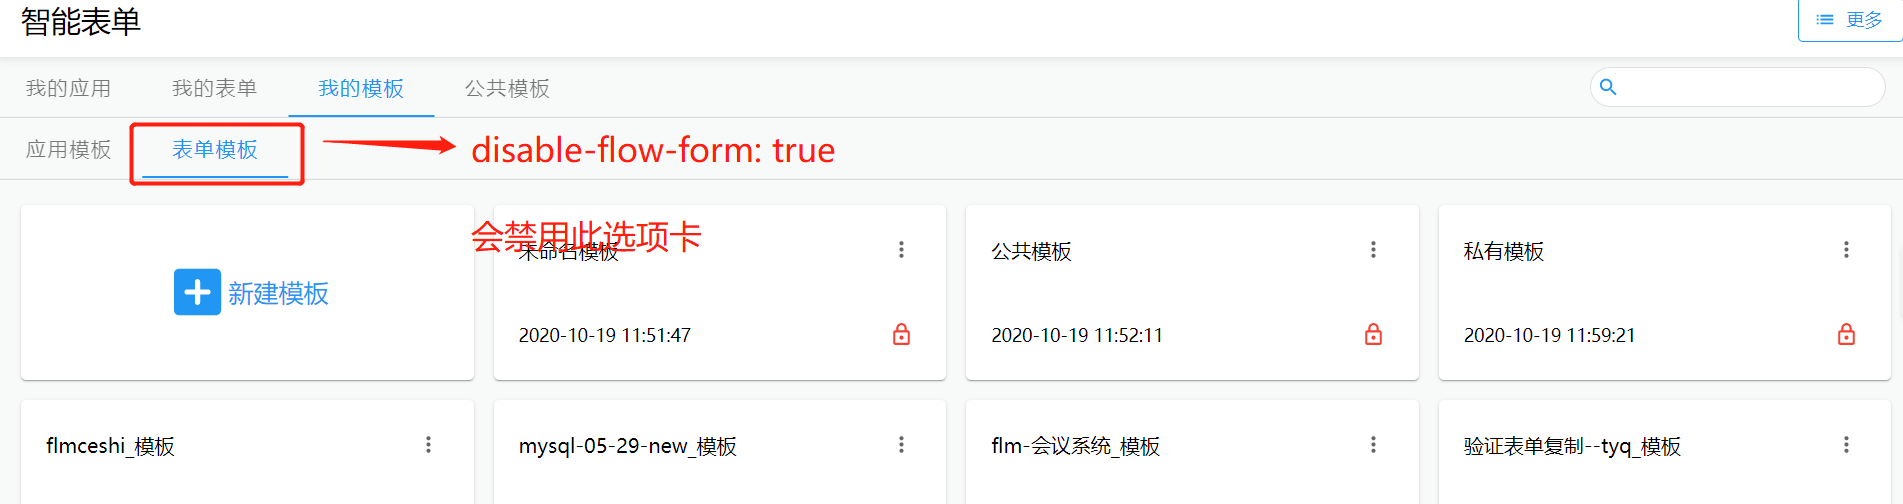 智能表单
更多
我的应用 我的表单 我的模板 公共模板
应用模板 表单模板 disable-flow-form: true
会禁用此选项卡
未命名模板 公共模板 私有模板
新建模板
2020-10-19 11:51:47 2020-10-19 11:52:11 2020-10-19 11:59:21
flmceshi_模板 mysql-05-29-new_模板 flm-会议系统_模板 验证表单复制--tyq_模板